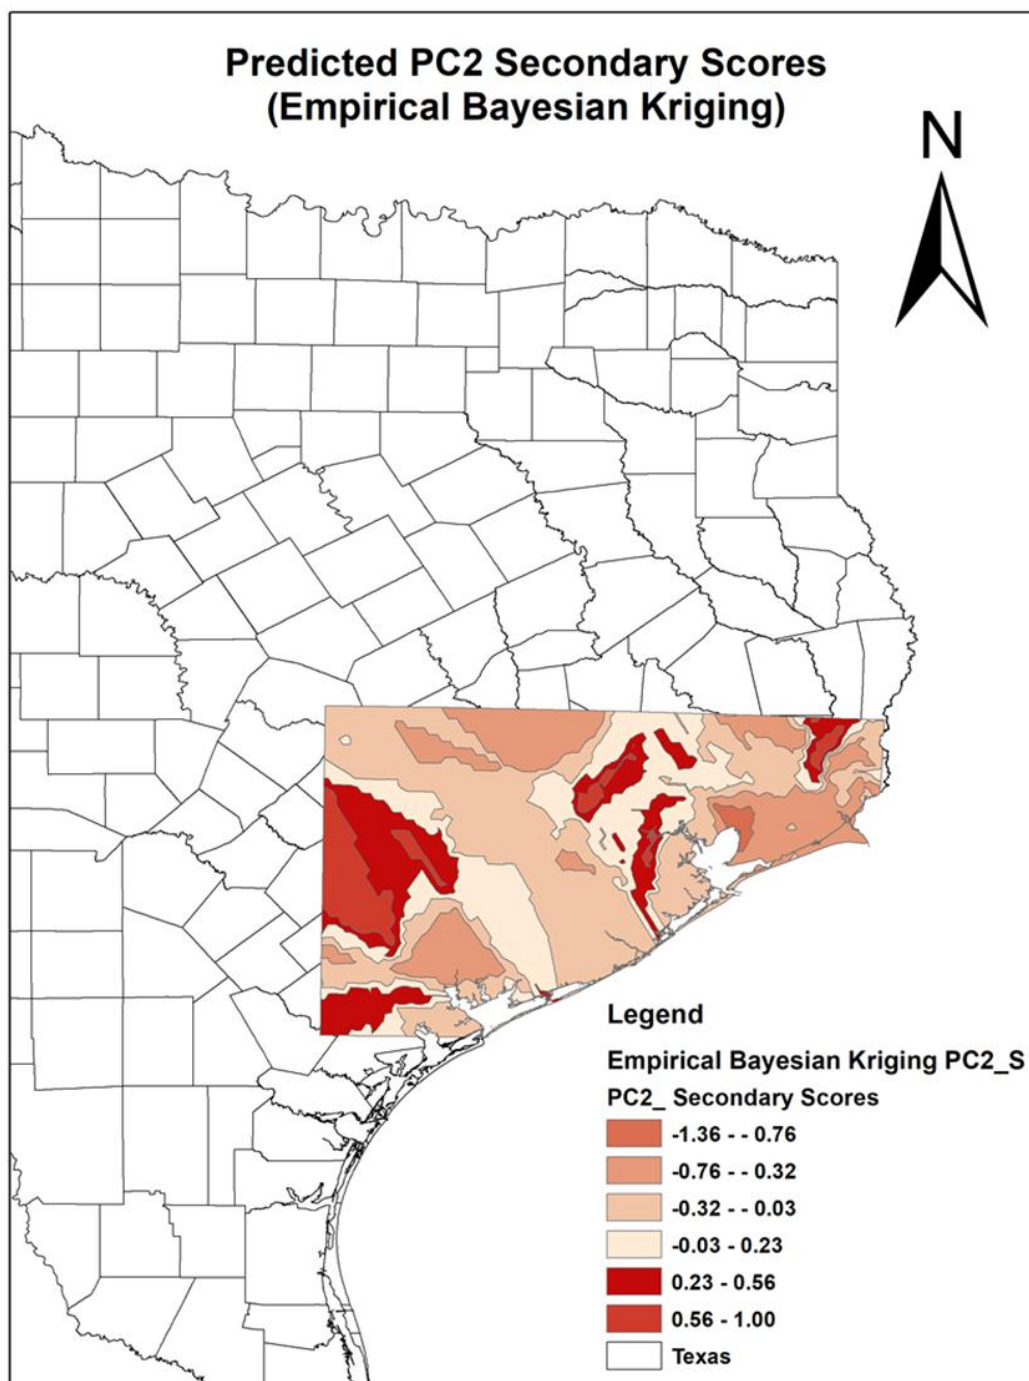 Predicted PC2 Secondary Scores
(Empirical Bayesian Kriging)
N
Legend
Empirical Bayesian Kriging PC2_S
PC2_ Secondary Scores
-1.36 - - 0.76
-0.76 - - 0.32
-0.32 - - 0.03
-0.03 - 0.23
0.23 - 0.56
0.56 - 1.00
Texas